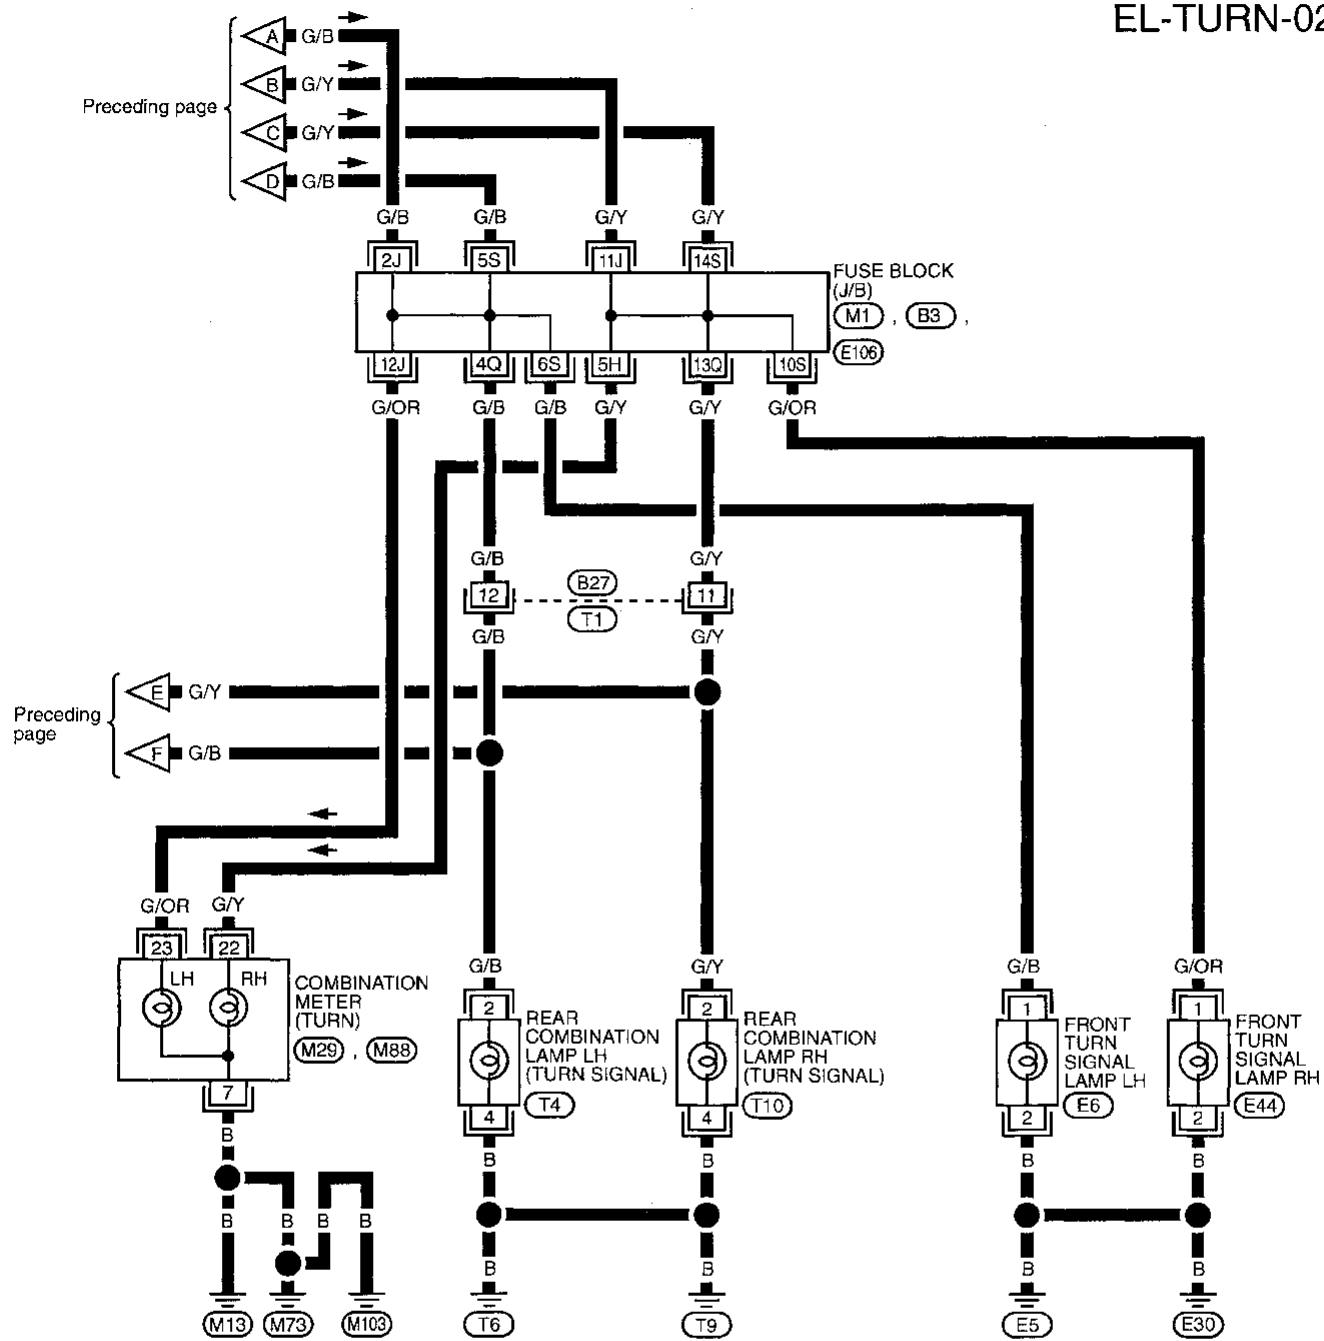 EL-TURN-02
A G/B
B G/Y
Preceding page
C G/Y
D G/B
G/B G/B G/Y G/Y
2J 5S 11J 14S
FUSE BLOCK
(J/B)
M1 , B3 ,
E106
12J 4Q 6S 5H 13Q 10S
G/OR G/B G/B G/Y G/Y G/OR
G/B G/Y
12 B27 11
T1
G/B G/Y
E G/Y
Preceding
page
F G/B
G/OR G/Y
23 22
LH RH
COMBINATION
METER
(TURN)
M29 , M88
7
G/B G/Y G/B G/OR
2 2 1 1
REAR
COMBINATION
LAMP LH
(TURN SIGNAL)
T4
REAR
COMBINATION
LAMP RH
(TURN SIGNAL)
T10
FRONT
TURN
SIGNAL
LAMP LH
E6
FRONT
TURN
SIGNAL
LAMP RH
E44
4 4 2 2
B B B B B
B B B B
B B B B
M13 M73 M103 T6 T9 E5 E30